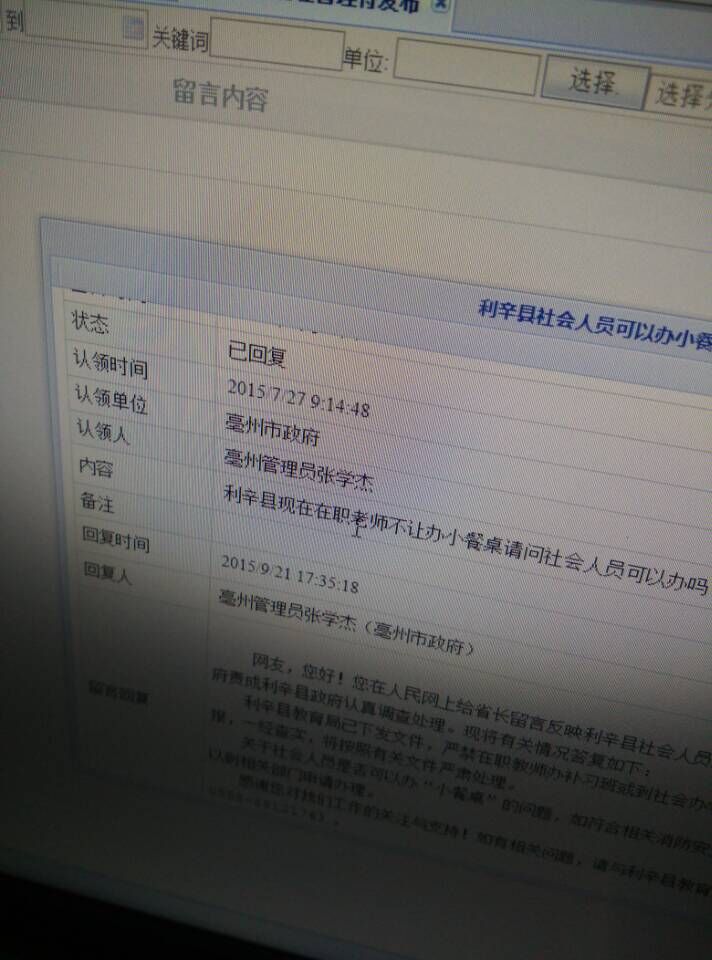 到 关键词 单位: 选择
留言内容
利辛县社会人员可以办小餐
状态 已回复
认领时间 2015/7/27 9:14:48
认领单位 亳州市政府
认领人 亳州管理员张学杰
内容 利辛县现在在职老师不让办小餐桌请问社会人员可以办吗
备注
回复时间 2015/9/21 17:35:18
回复人 亳州管理员张学杰（亳州市政府）
留言回复
网友，您好！您在人民网上给省长留言反映利辛县社会人员
府责成利辛县政府认真调查处理。现将有关情况答复如下：
利辛县教育局已下发文件，严禁在职教师办补习班或到社会办
报，一经查实，将按照有关文件严肃处理。
关于社会人员是否可以办“小餐桌”的问题，如符合相关消防安
以到相关部门申请办理。
感谢您对我们工作的关注与支持！如有相关问题，请与利辛县教育